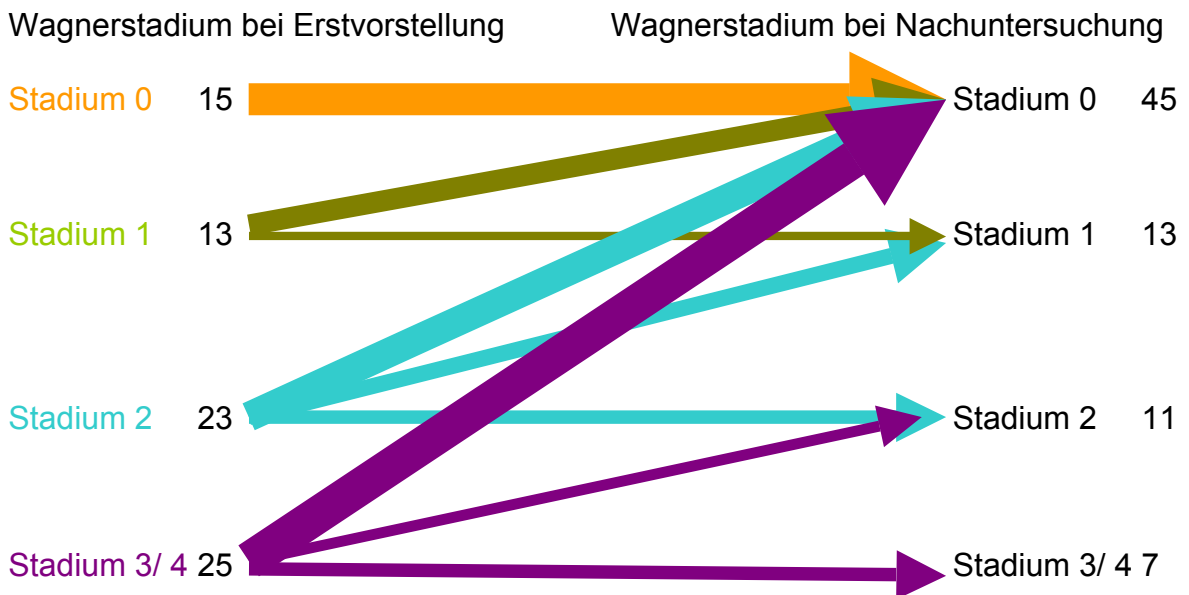 Wagnerstadium bei Erstvorstellung Wagnerstadium bei Nachuntersuchung
Stadium 0 15 Stadium 0 45
Stadium 1 13 Stadium 1 13
Stadium 2 23 Stadium 2 11
Stadium 3/ 4 25 Stadium 3/ 4 7